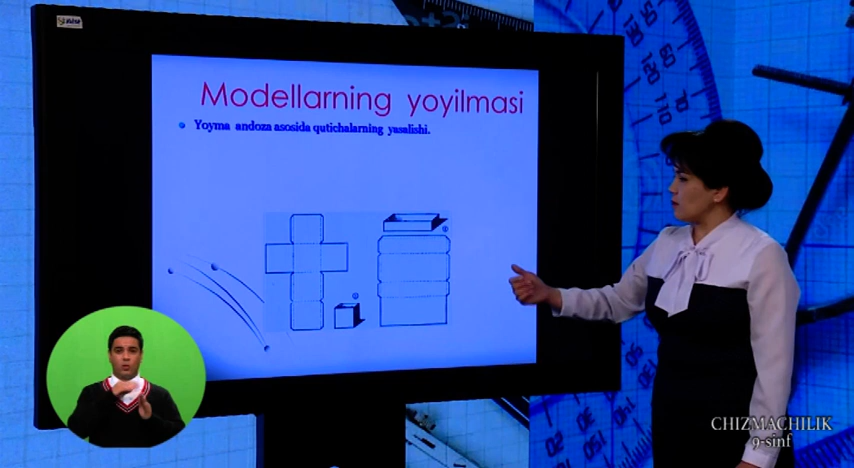 Modellarning yoyilmasi
Yoyma andoza asosida qutichalarning yasalishi.
CHIZMACHILIK
9-sinf